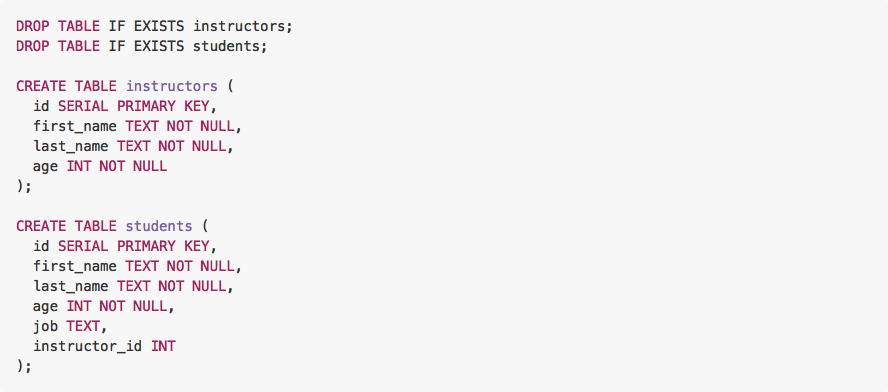 DROP TABLE IF EXISTS instructors;
DROP TABLE IF EXISTS students;

CREATE TABLE instructors (
  id SERIAL PRIMARY KEY,
  first_name TEXT NOT NULL,
  last_name TEXT NOT NULL,
  age INT NOT NULL
);

CREATE TABLE students (
  id SERIAL PRIMARY KEY,
  first_name TEXT NOT NULL,
  last_name TEXT NOT NULL,
  age INT NOT NULL,
  job TEXT,
  instructor_id INT
);